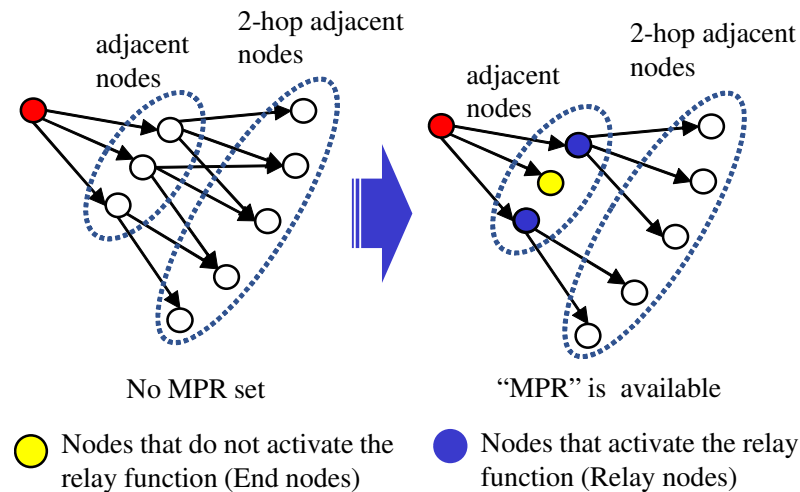 adjacent
nodes
2-hop adjacent
nodes
No MPR set
adjacent
nodes
2-hop adjacent
nodes
“MPR” is available
Nodes that do not activate the
relay function (End nodes)
Nodes that activate the relay
function (Relay nodes)